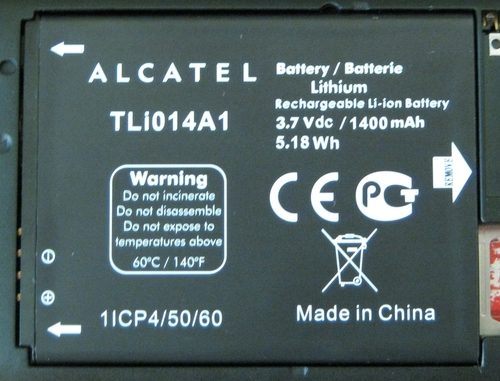 ALCATEL
TLi014A1
Battery / Batterie
Lithium
Rechargeable Li-ion Battery
3.7 Vdc / 1400 mAh
5.18 Wh
Warning
Do not incinerate
Do not disassemble
Do not expose to
temperatures above
60°C / 140°F
CE
РСТ
REMOVE
1ICP4/50/60
Made in China